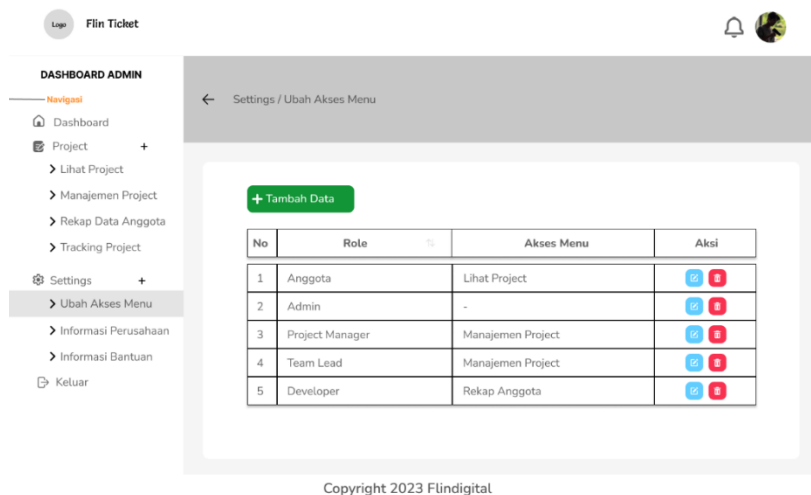 Logo Flin Ticket
DASHBOARD ADMIN
Navigasi
Dashboard
Project +
Lihat Project
Manajemen Project
Rekap Data Anggota
Tracking Project
Settings +
Ubah Akses Menu
Informasi Perusahaan
Informasi Bantuan
Keluar
Settings / Ubah Akses Menu
+ Tambah Data
No Role Akses Menu Aksi
1 Anggota Lihat Project
2 Admin -
3 Project Manager Manajemen Project
4 Team Lead Manajemen Project
5 Developer Rekap Anggota
Copyright 2023 Flindigital